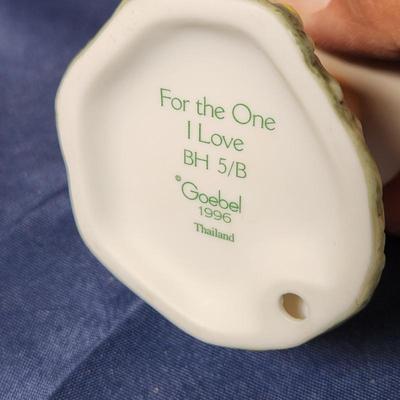 For the One
I Love
BH 5/B
© Goebel
1996
Thailand